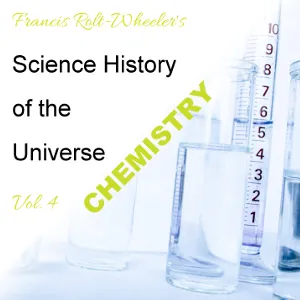 Francis Rolt-Wheeler's
Science History
of the
Universe
CHEMISTRY
Vol. 4
10
9
8
7
6
5
4
3
2
1